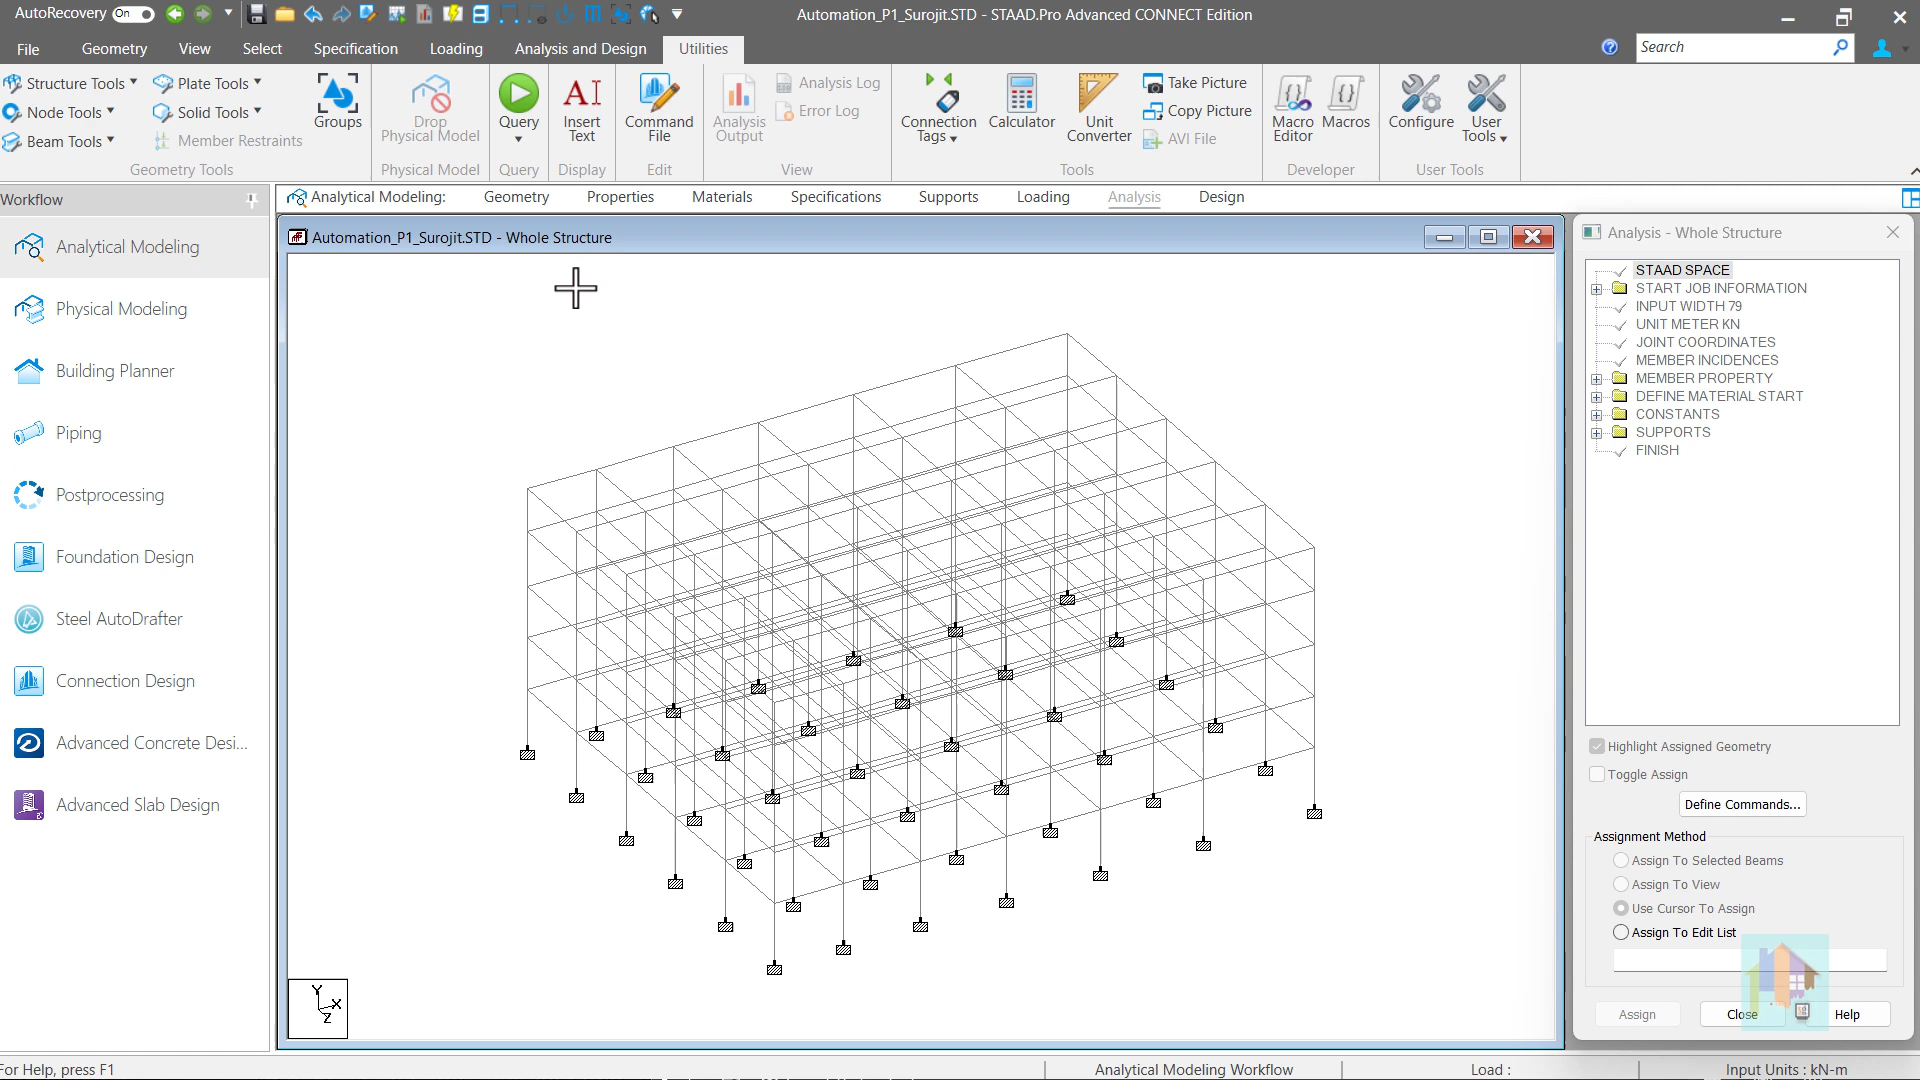 AutoRecovery On
Automation_P1_Surojit.STD - STAAD.Pro Advanced CONNECT Edition
File Geometry View Select Specification Loading Analysis and Design Utilities
Search
Structure Tools Plate Tools
Node Tools Solid Tools
Beam Tools Member Restraints
Geometry Tools
Groups
Drop Physical Model
Physical Model
Query
Query
Insert Text
Display
Command File
Edit
Analysis Output
Analysis Log
Error Log
View
Connection Tags
Calculator
Unit Converter
Take Picture
Copy Picture
AVI File
Tools
Macro Editor
Macros
Developer
Configure
User Tools
User Tools
Workflow
Analytical Modeling: Geometry Properties Materials Specifications Supports Loading Analysis Design
Analytical Modeling
Physical Modeling
Building Planner
Piping
Postprocessing
Foundation Design
Steel AutoDrafter
Connection Design
Advanced Concrete Desi...
Advanced Slab Design
Automation_P1_Surojit.STD - Whole Structure
Y
X
Z
Analysis - Whole Structure
STAAD SPACE
START JOB INFORMATION
INPUT WIDTH 79
UNIT METER KN
JOINT COORDINATES
MEMBER INCIDENCES
MEMBER PROPERTY
DEFINE MATERIAL START
CONSTANTS
SUPPORTS
FINISH
Highlight Assigned Geometry
Toggle Assign
Define Commands...
Assignment Method
Assign To Selected Beams
Assign To View
Use Cursor To Assign
Assign To Edit List
Assign Close Help
For Help, press F1
Analytical Modeling Workflow
Load :
Input Units : kN-m